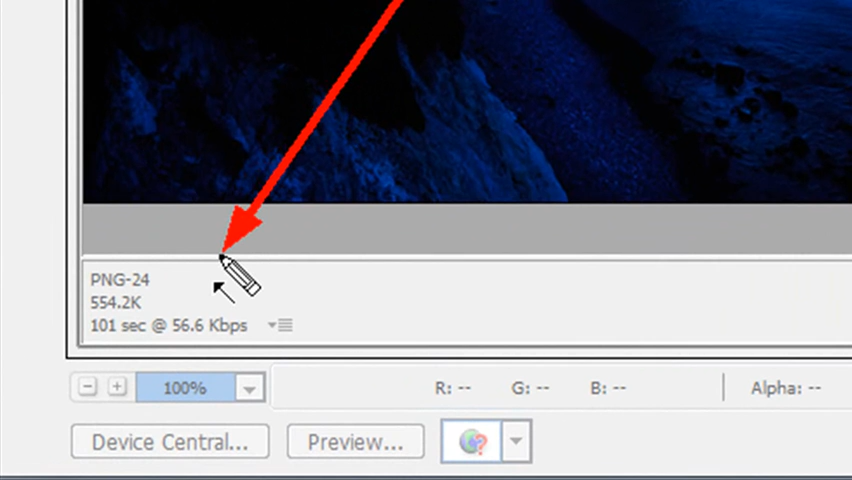 PNG-24
554.2K
101 sec @ 56.6 Kbps
100%
R: -- G: -- B: -- Alpha: --
Device Central... Preview...